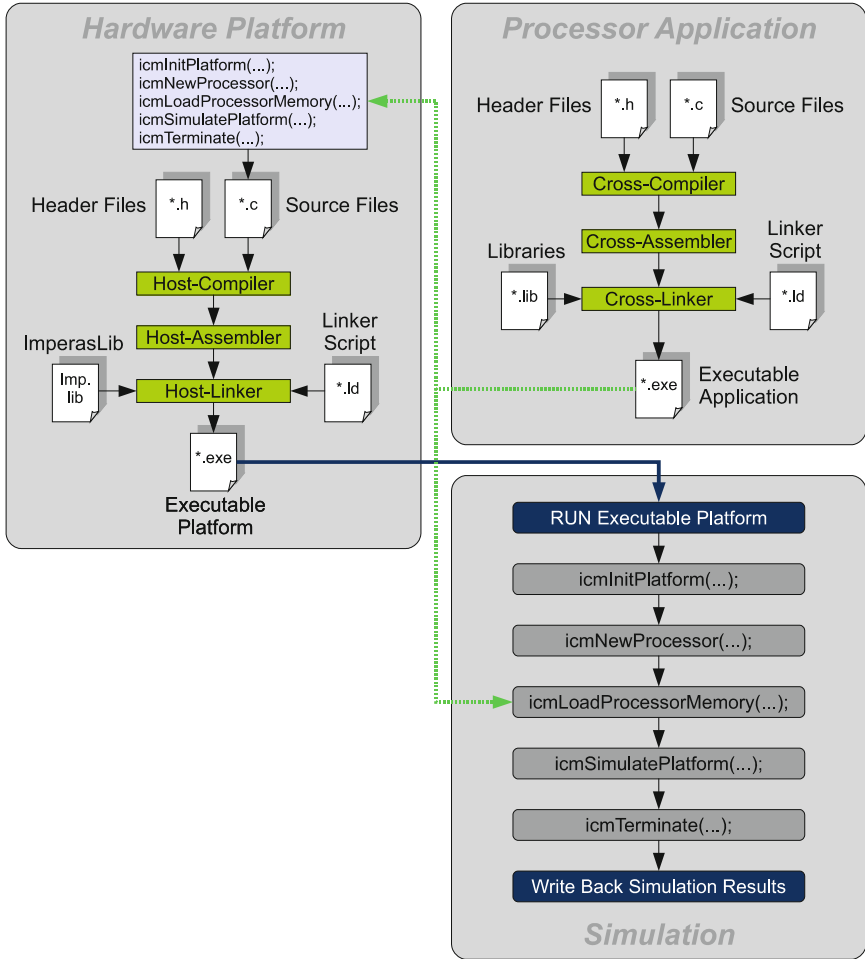 Hardware Platform
icmInitPlatform(...);
icmNewProcessor(...);
icmLoadProcessorMemory(...);
icmSimulatePlatform(...);
icmTerminate(...);
Header Files
*.h
*.c
Source Files
Host-Compiler
Host-Assembler
ImperasLib
Linker
Script
Imp.
lib
Host-Linker
*.ld
*.exe
Executable
Platform
Processor Application
Header Files
*.h
*.c
Source Files
Cross-Compiler
Cross-Assembler
Libraries
Linker
Script
*.lib
Cross-Linker
*.ld
*.exe
Executable
Application
RUN Executable Platform
icmInitPlatform(...);
icmNewProcessor(...);
icmLoadProcessorMemory(...);
icmSimulatePlatform(...);
icmTerminate(...);
Write Back Simulation Results
Simulation